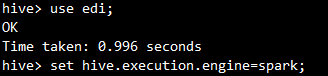 hive> use edi;
OK
Time taken: 0.996 seconds
hive> set hive.execution.engine=spark;